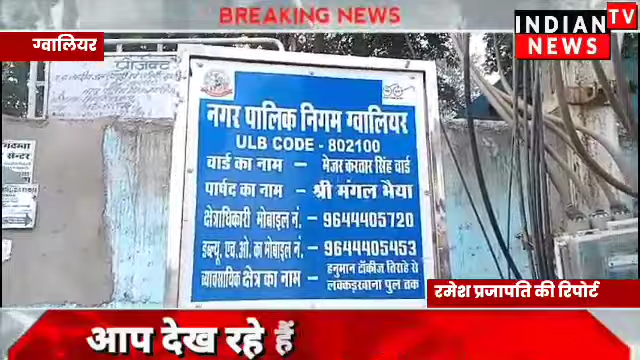 BREAKING NEWS
INDIAN TV
NEWS
ग्वालियर
प्रोजेक्ट
सेन्टर
नगर पालिक निगम ग्वालियर
ULB CODE - 802100
वार्ड का नाम – मेजर करतार सिंह वार्ड
पार्षद का नाम – श्री मंगल भैया
क्षेत्राधिकारी मोबाइल नं. – 9644405720
डब्ल्यू. एच.ओ. का मोबाइल नं. – 9644405453
व्यावसायिक क्षेत्र का नाम – हनुमान टॉकीज तिराहे से
लक्कड़खाना पुल तक
रमेश प्रजापति की रिपोर्ट
आप देख रहे हैं